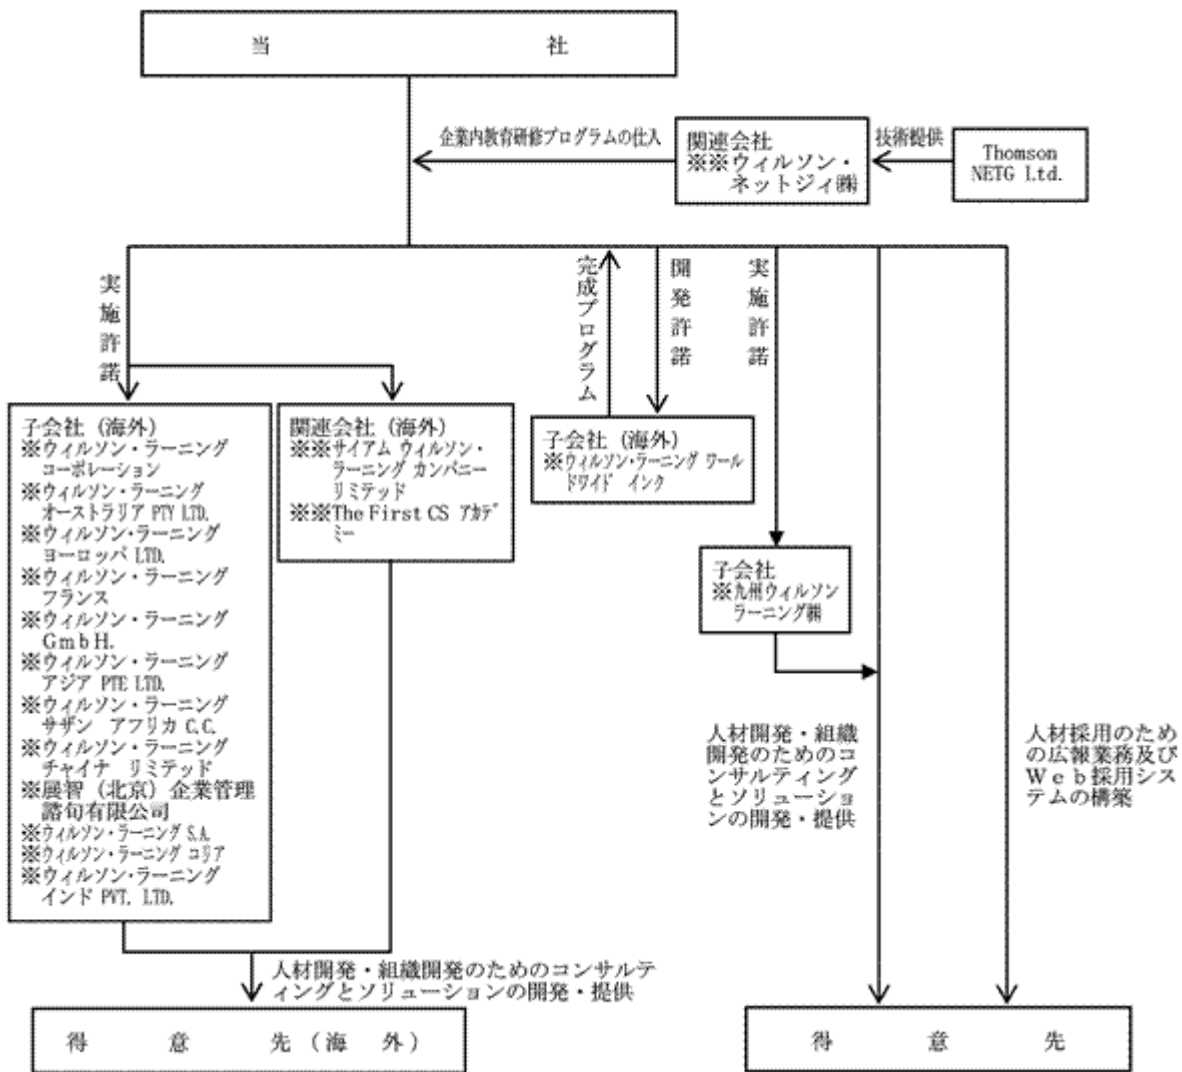 当 社
企業内教育研修プログラムの仕入
関連会社
※※ウィルソン・
ネットジィ㈱
技術提供
Thomson
NETG Ltd.
実施許諾
完成プログラム
開発許諾
実施許諾
子会社（海外）
※ウィルソン・ラーニング
コーポレーション
※ウィルソン・ラーニング
オーストラリア PTY LTD.
※ウィルソン・ラーニング
ヨーロッパ LTD.
※ウィルソン・ラーニング
フランス
※ウィルソン・ラーニング
GmbH.
※ウィルソン・ラーニング
アジア PTE LTD.
※ウィルソン・ラーニング
サザン アフリカ C.C.
※ウィルソン・ラーニング
チャイナ リミテッド
※展智（北京）企業管理
諮旬有限公司
※ウィルソン・ラーニング S.A.
※ウィルソン・ラーニング コリア
※ウィルソン・ラーニング
インド PVT. LTD.
関連会社（海外）
※※サイアム ウィルソン・
ラーニング カンパニー
リミテッド
※※The First CS アカデ
ミー
子会社（海外）
※ウィルソン・ラーニング ワール
ドワイド インク
子会社
※九州ウィルソン
ラーニング㈱
人材開発・組織
開発のためのコ
ンサルティング
とソリューショ
ンの開発・提供
人材採用のため
の広報業務及び
Ｗｅｂ採用シス
テムの構築
人材開発・組織開発のためのコンサルテ
ィングとソリューションの開発・提供
得 意 先（海 外）
得 意 先